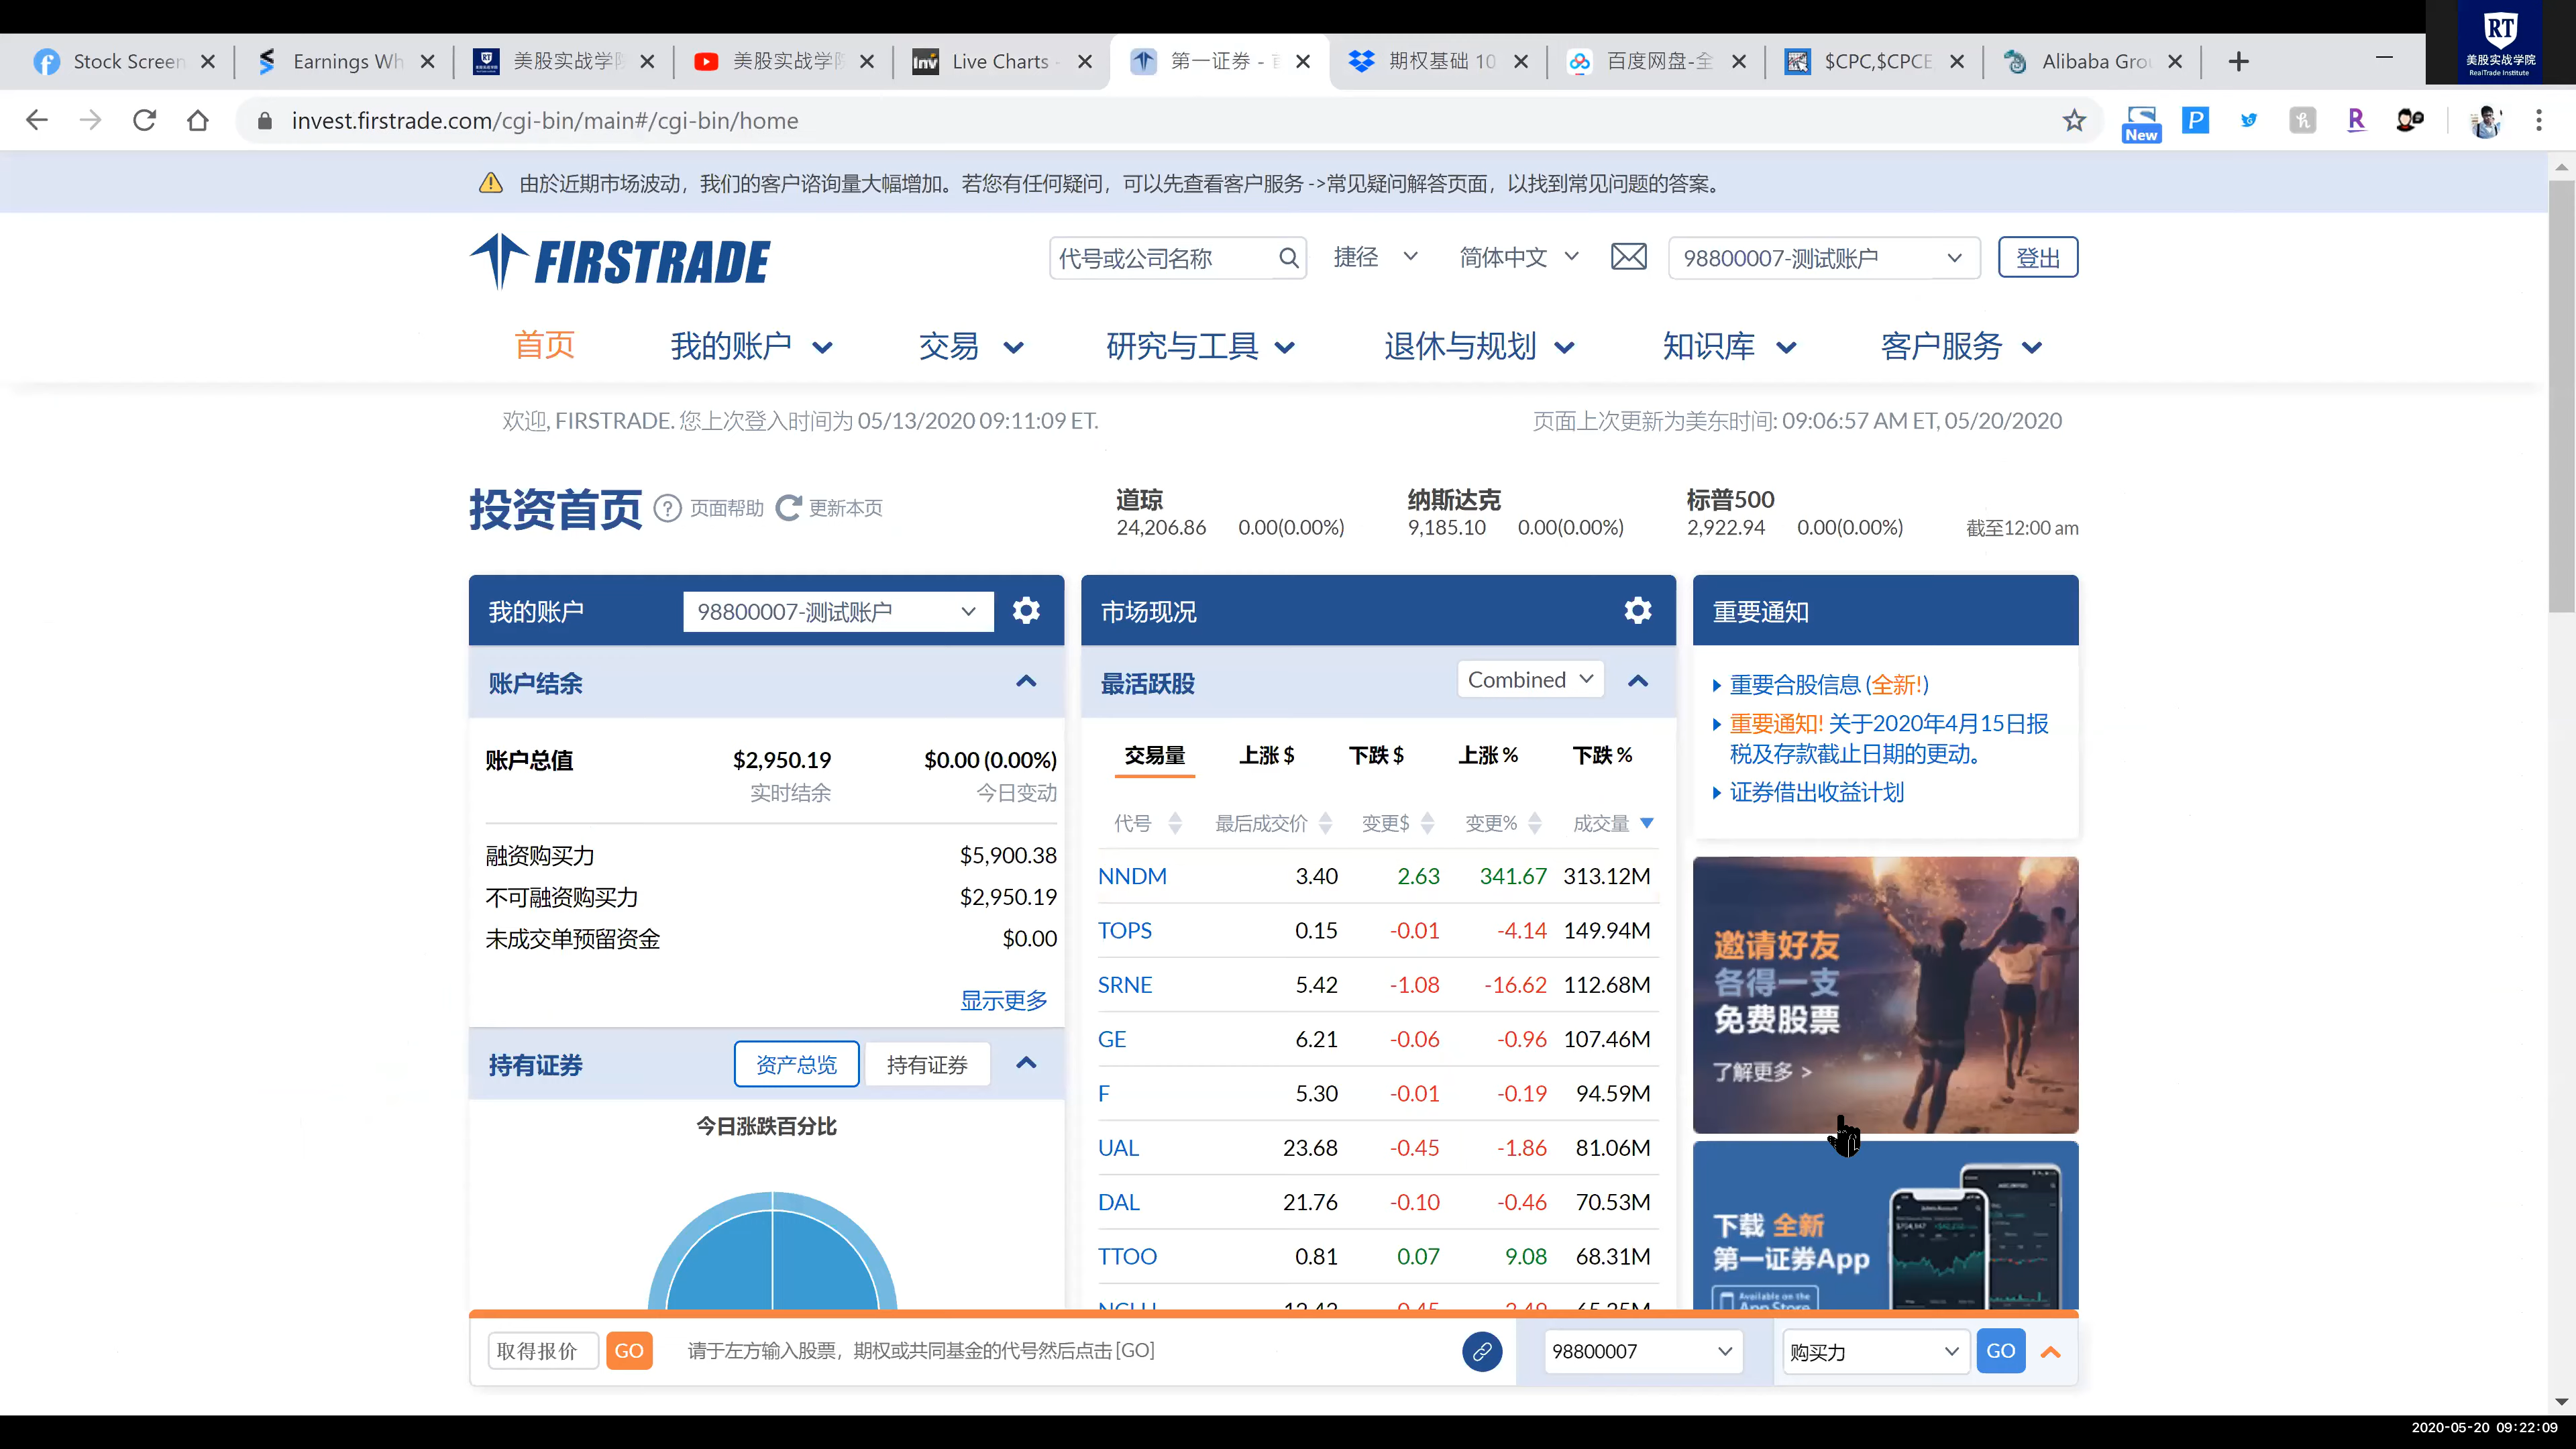 Stock Screen
Earnings Wh
美股实战学院
美股实战学院
Live Charts -
第一证券 -
期权基础 10
百度网盘-全
$CPC,$CPCE
Alibaba Grou
RT
美股实战学院
RealTrade Institute
invest.firstrade.com/cgi-bin/main#/cgi-bin/home
New
由於近期市场波动，我们的客户谘询量大幅增加。若您有任何疑问，可以先查看客户服务 ->常见疑问解答页面，以找到常见问题的答案。
FIRSTRADE
代号或公司名称
捷径
简体中文
98800007-测试账户
登出
首页
我的账户
交易
研究与工具
退休与规划
知识库
客户服务
欢迎, FIRSTRADE. 您上次登入时间为 05/13/2020 09:11:09 ET.
页面上次更新为美东时间: 09:06:57 AM ET, 05/20/2020
投资首页
页面帮助
更新本页
道琼
24,206.86 0.00(0.00%)
纳斯达克
9,185.10 0.00(0.00%)
标普500
2,922.94 0.00(0.00%)
截至12:00 am
我的账户
98800007-测试账户
账户结余
账户总值 $2,950.19 $0.00 (0.00%)
实时结余 今日变动
融资购买力 $5,900.38
不可融资购买力 $2,950.19
未成交单预留资金 $0.00
显示更多
持有证券 资产总览 持有证券
今日涨跌百分比
市场现况
最活跃股 Combined
交易量 上涨 $ 下跌 $ 上涨 % 下跌 %
代号 最后成交价 变更$ 变更% 成交量
NNDM 3.40 2.63 341.67 313.12M
TOPS 0.15 -0.01 -4.14 149.94M
SRNE 5.42 -1.08 -16.62 112.68M
GE 6.21 -0.06 -0.96 107.46M
F 5.30 -0.01 -0.19 94.59M
UAL 23.68 -0.45 -1.86 81.06M
DAL 21.76 -0.10 -0.46 70.53M
TTOO 0.81 0.07 9.08 68.31M
重要通知
重要合股信息 (全新!)
重要通知! 关于2020年4月15日报
税及存款截止日期的更动。
证券借出收益计划
邀请好友
各得一支
免费股票
了解更多 >
下载 全新
第一证券App
Available on the
App Store
取得报价 GO
请于左方输入股票，期权或共同基金的代号然后点击 [GO]
98800007
购买力
GO
2020-05-20 09:22:09